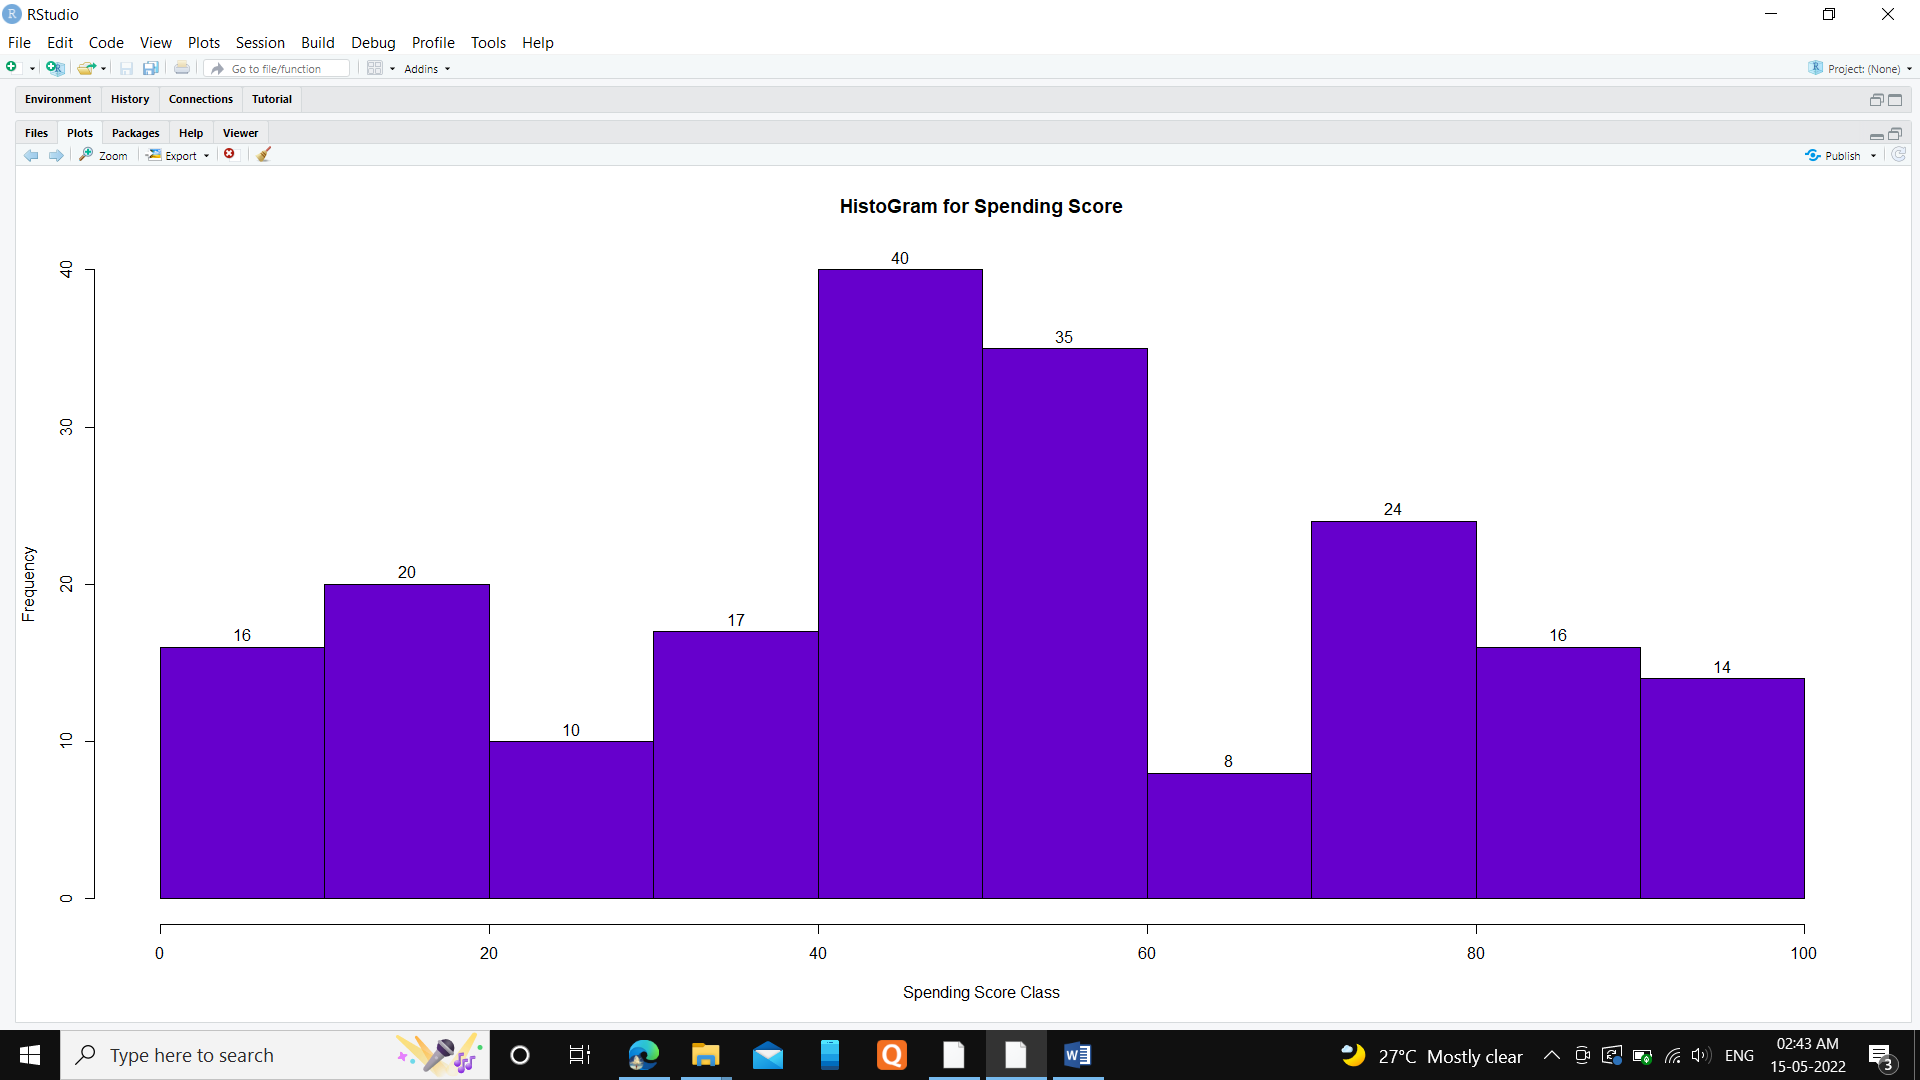 R RStudio
File Edit Code View Plots Session Build Debug Profile Tools Help
Go to file/function Addins R Project: (None)
Environment History Connections Tutorial
Files Plots Packages Help Viewer
Zoom Export Publish
HistoGram for Spending Score
Frequency
0 10 20 30 40
16 20 10 17 40 35 8 24 16 14
0 20 40 60 80 100
Spending Score Class
Type here to search
27°C Mostly clear
ENG
02:43 AM
15-05-2022
3